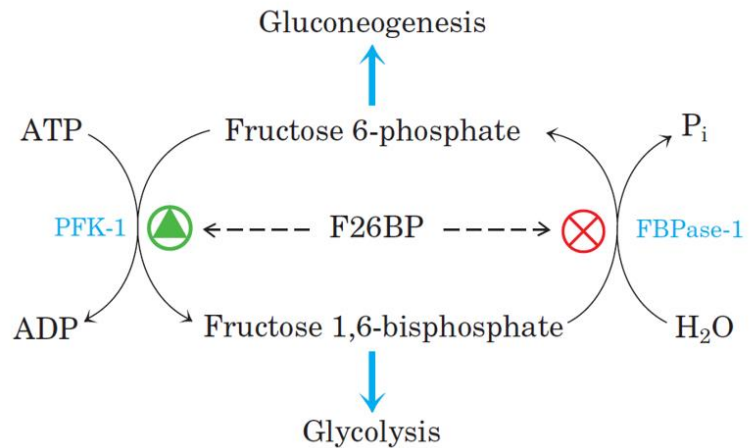 Gluconeogenesis
ATP
Fructose 6-phosphate
Pi
PFK-1
F26BP
FBPase-1
ADP
Fructose 1,6-bisphosphate
H2O
Glycolysis